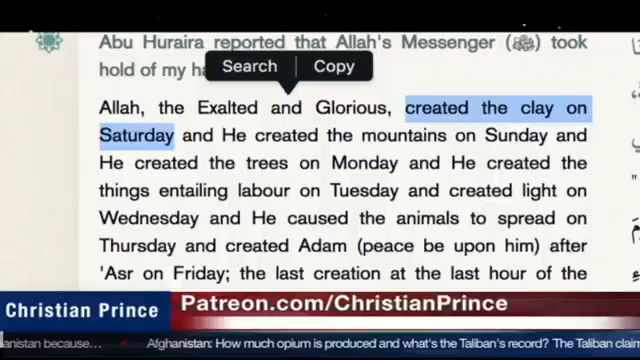 Abu Huraira reported that Allah's Messenger (ﷺ) took
hold of my
Search
Copy
Allah, the Exalted and Glorious, created the clay on
Saturday and He created the mountains on Sunday and
He created the trees on Monday and He created the
things entailing labour on Tuesday and created light on
Wednesday and He caused the animals to spread on
Thursday and created Adam (peace be upon him) after
'Asr on Friday; the last creation at the last hour of the
Christian Prince
Patreon.com/ChristianPrince
anistan because… Afghanistan: How much opium is produced and what's the Taliban's record? The Taliban claim